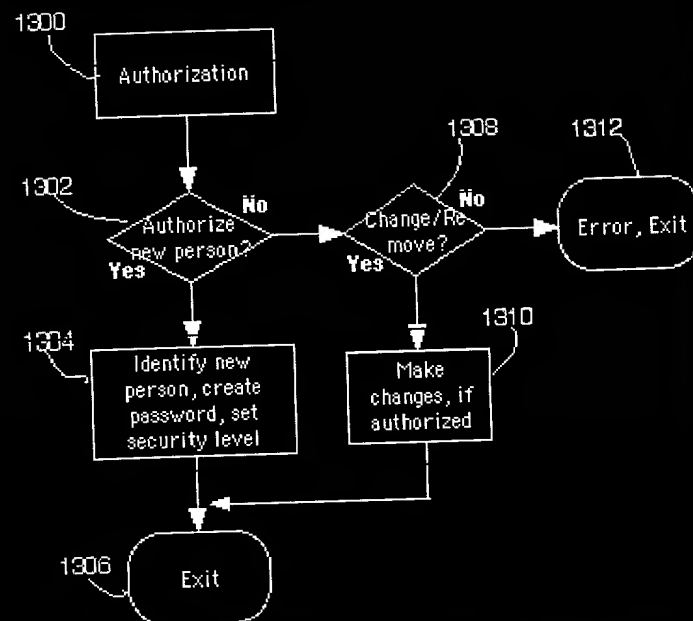 1300
Authorization
1302
Authorize
new person?
No
Yes
1308
Change/Re
move?
No
Yes
1312
Error, Exit
1304
Identify new
person, create
password, set
security level
1310
Make
changes, if
authorized
1306
Exit